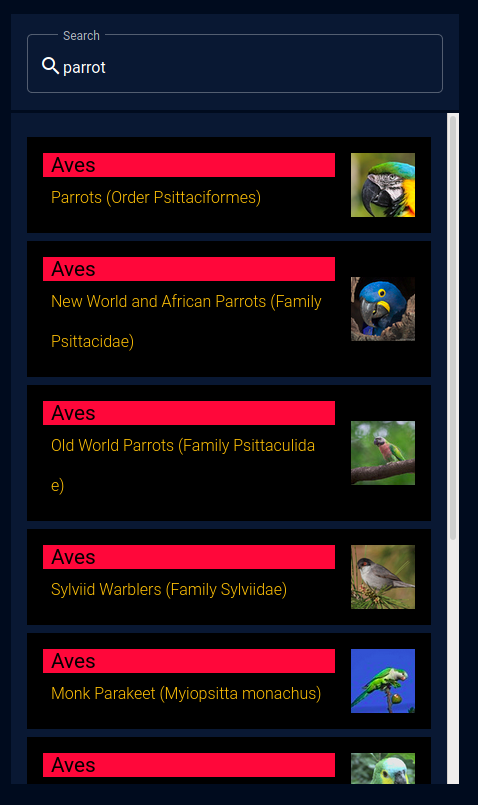 Search
parrot
Aves
Parrots (Order Psittaciformes)
Aves
New World and African Parrots (Family
Psittacidae)
Aves
Old World Parrots (Family Psittaculida
e)
Aves
Sylviid Warblers (Family Sylviidae)
Aves
Monk Parakeet (Myiopsitta monachus)
Aves